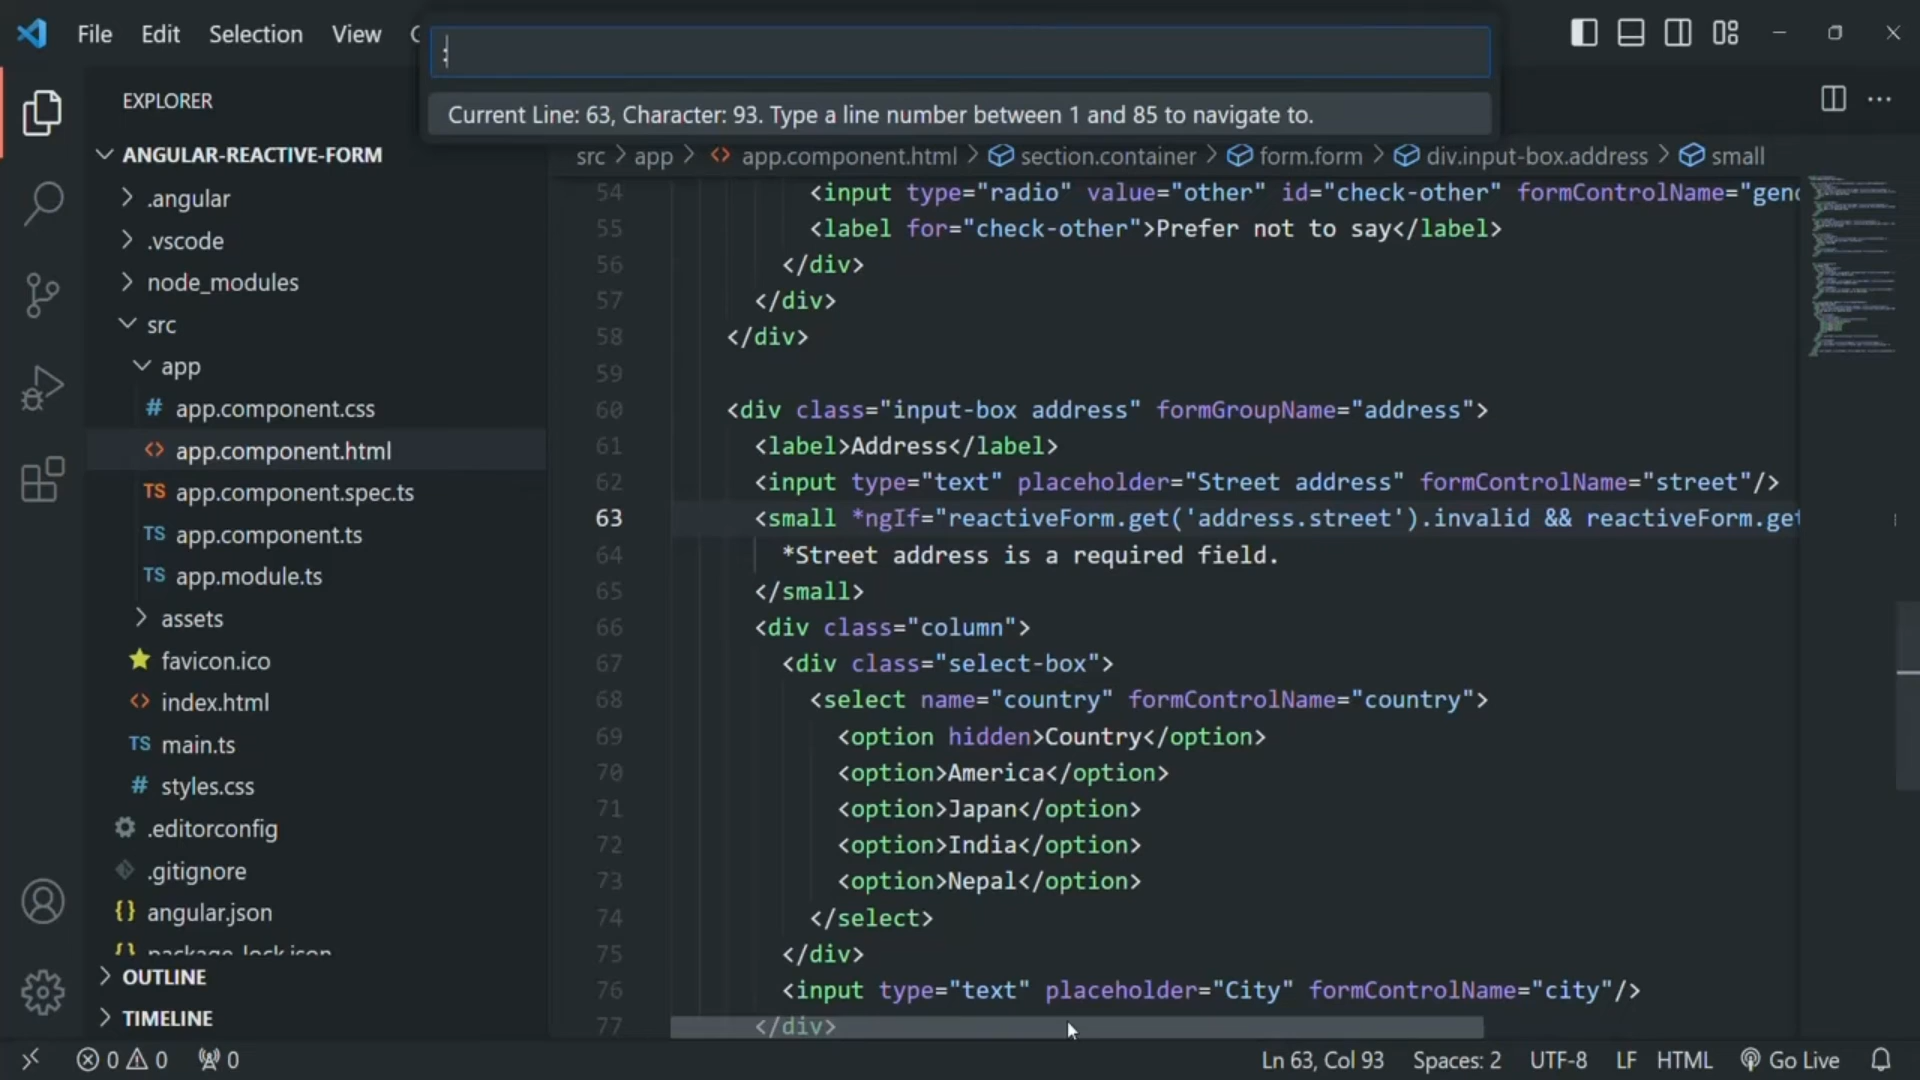 File Edit Selection View
:
Current Line: 63, Character: 93. Type a line number between 1 and 85 to navigate to.
EXPLORER
ANGULAR-REACTIVE-FORM
.angular
.vscode
node_modules
src
app
# app.component.css
<> app.component.html
TS app.component.spec.ts
TS app.component.ts
TS app.module.ts
assets
favicon.ico
<> index.html
TS main.ts
# styles.css
.editorconfig
.gitignore
{} angular.json
{} package-lock.json
OUTLINE
TIMELINE
src > app > <> app.component.html > section.container > form.form > div.input-box.address > small
54 <input type="radio" value="other" id="check-other" formControlName="gen
55 <label for="check-other">Prefer not to say</label>
56 </div>
57 </div>
58 </div>
59
60 <div class="input-box address" formGroupName="address">
61 <label>Address</label>
62 <input type="text" placeholder="Street address" formControlName="street"/>
63 <small *ngIf="reactiveForm.get('address.street').invalid && reactiveForm.get
64 *Street address is a required field.
65 </small>
66 <div class="column">
67 <div class="select-box">
68 <select name="country" formControlName="country">
69 <option hidden>Country</option>
70 <option>America</option>
71 <option>Japan</option>
72 <option>India</option>
73 <option>Nepal</option>
74 </select>
75 </div>
76 <input type="text" placeholder="City" formControlName="city"/>
77 </div>
0 0 0 Ln 63, Col 93 Spaces: 2 UTF-8 LF HTML Go Live